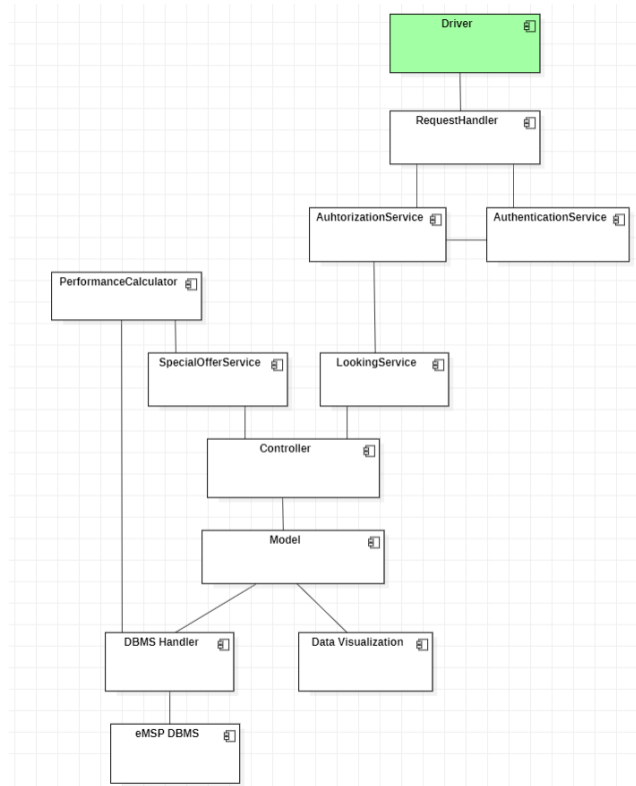 Driver
RequestHandler
AuhtorizationService
AuthenticationService
PerformanceCalculator
SpecialOfferService
LookingService
Controller
Model
DBMS Handler
Data Visualization
eMSP DBMS